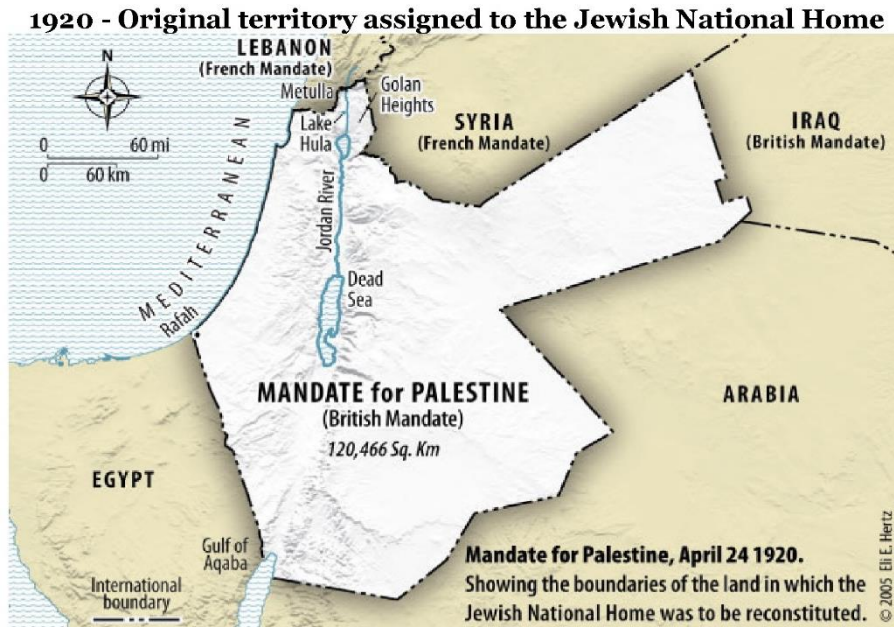 1920 - Original territory assigned to the Jewish National Home
LEBANON
(French Mandate)
N
Metulla
Golan
Heights
Lake
Hula
SYRIA
(French Mandate)
IRAQ
(British Mandate)
0 60 mi
0 60 km
MEDITERRANEAN
Jordan River
Dead
Sea
Rafah
MANDATE for PALESTINE
(British Mandate)
120,466 Sq. Km
ARABIA
EGYPT
Gulf of
Aqaba
International
boundary
Mandate for Palestine, April 24 1920.
Showing the boundaries of the land in which the
Jewish National Home was to be reconstituted.
© 2005 Eli E. Hertz